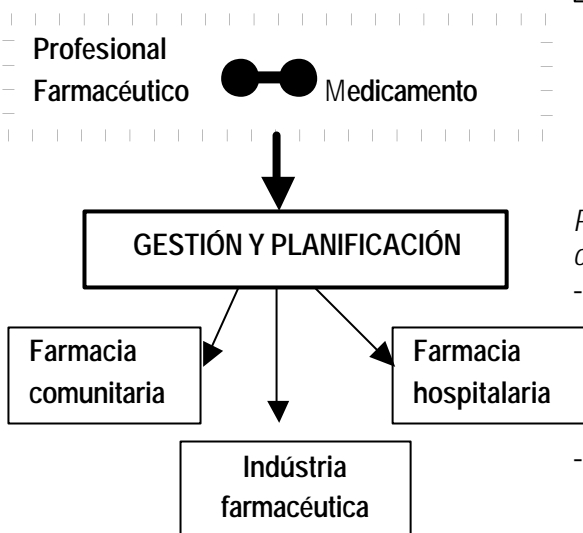 Profesional
Farmacéutico
Medicamento
GESTIÓN Y PLANIFICACIÓN
Farmacia
comunitaria
Farmacia
hospitalaria
Indústria
farmacéutica
-
-